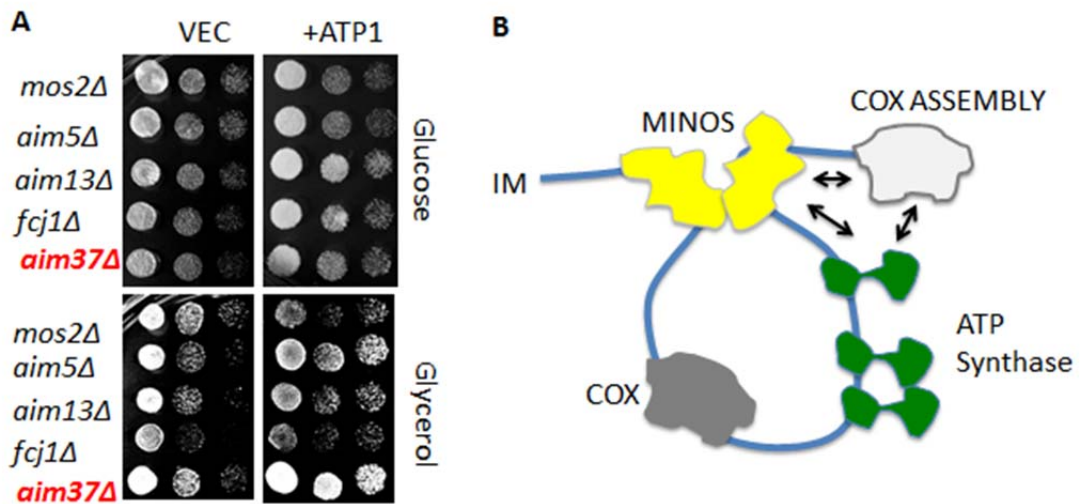 A
VEC +ATP1
mos2Δ
aim5Δ
aim13Δ
fcj1Δ
aim37Δ
Glucose
mos2Δ
aim5Δ
aim13Δ
fcj1Δ
aim37Δ
Glycerol
B
MINOS
COX ASSEMBLY
IM
ATP
Synthase
COX